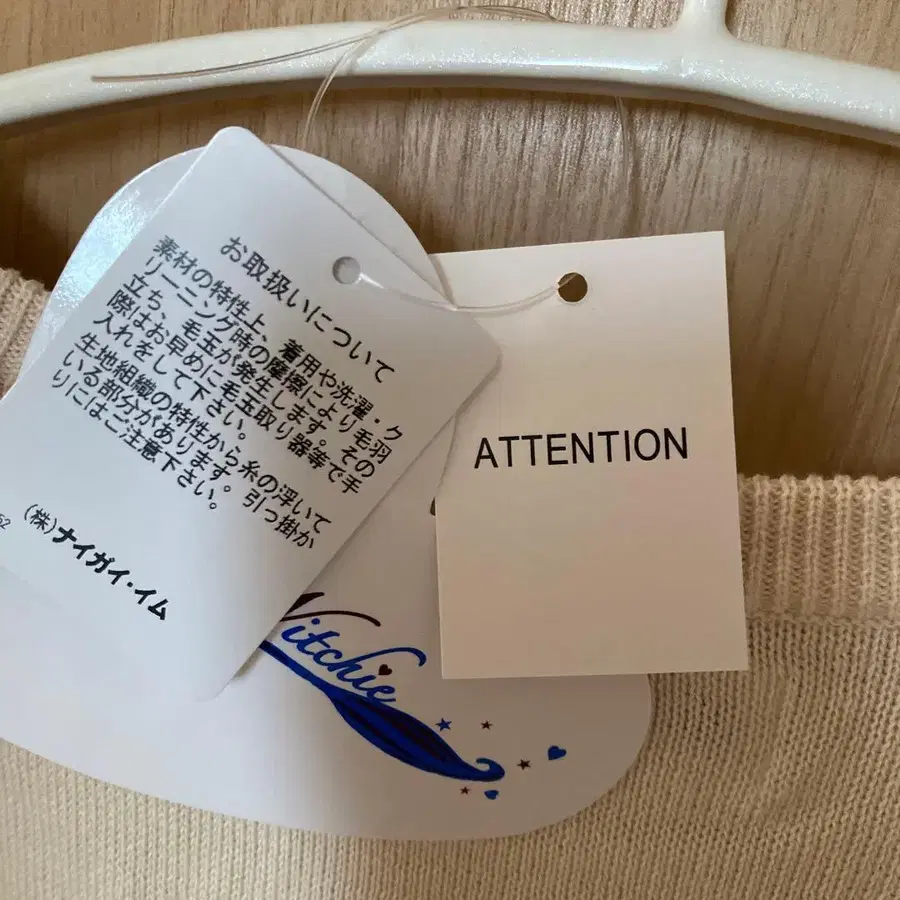 お取扱いについて
素材の特性上、着用や洗濯・ク
リーニング時の摩擦により毛羽
立ち、毛玉が発生します。その
際はお早めに毛玉取り器等で手
入れをして下さい。
生地組織の特性から糸の浮いて
いる部分があります。引っ掛か
りにはご注意下さい。
(株)ナイガイ・イム
ATTENTION
Witchie